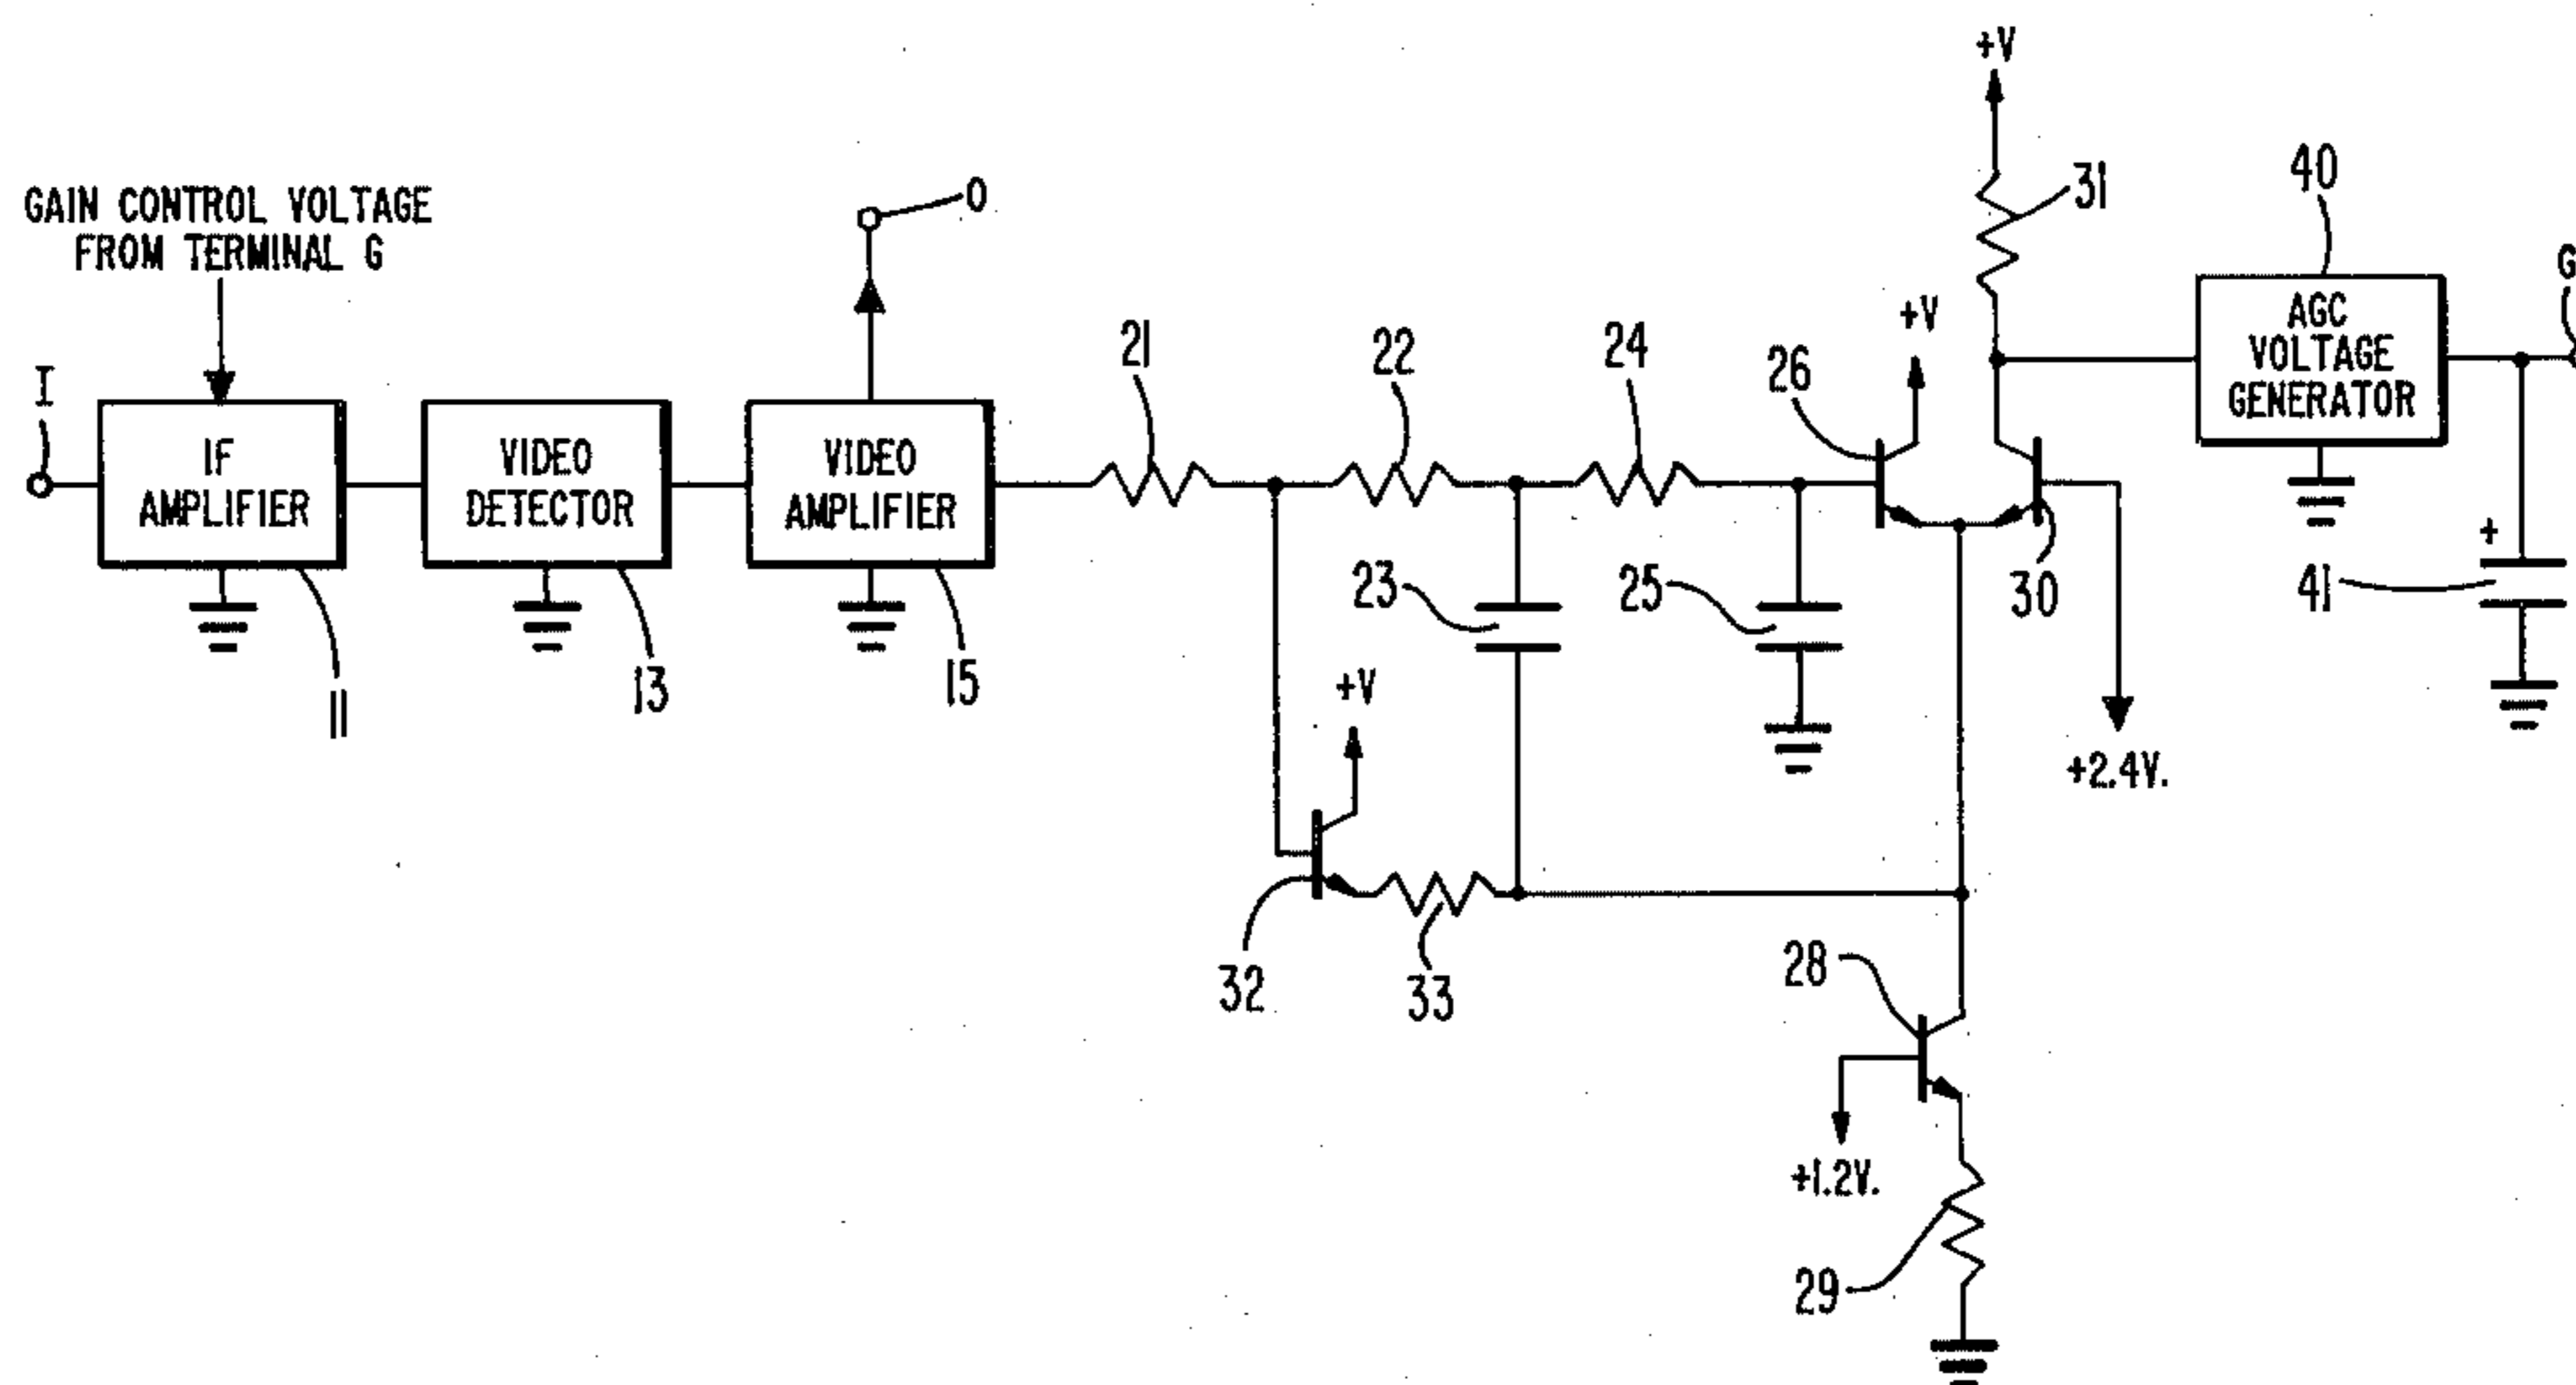 GAIN CONTROL VOLTAGE
FROM TERMINAL G
I
IF
AMPLIFIER
11
VIDEO
DETECTOR
13
VIDEO
AMPLIFIER
15
O
21
22
23
24
25
26
+V
+V
31
30
+2.4V.
40
AGC
VOLTAGE
GENERATOR
G
+
41
+V
32
33
28
+1.2V.
29